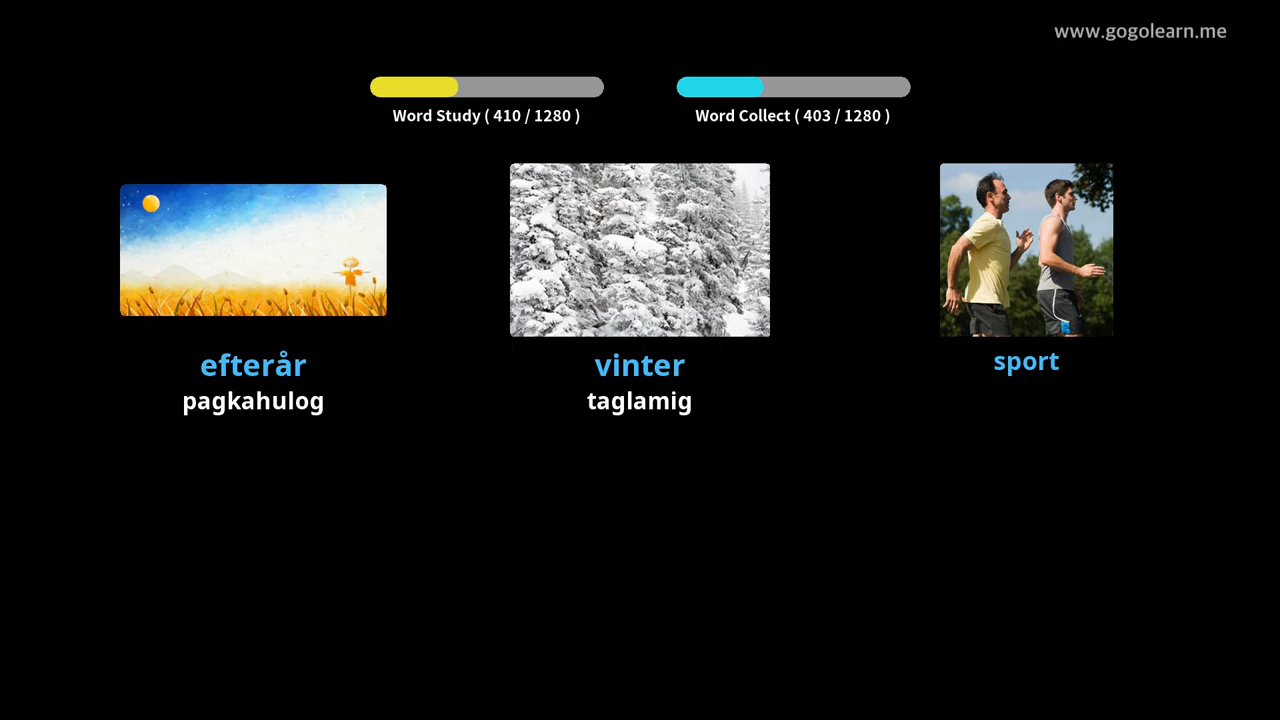 www.gogolearn.me
Word Study ( 410 / 1280 )
Word Collect ( 403 / 1280 )
efterår
vinter
sport
pagkahulog
taglamig